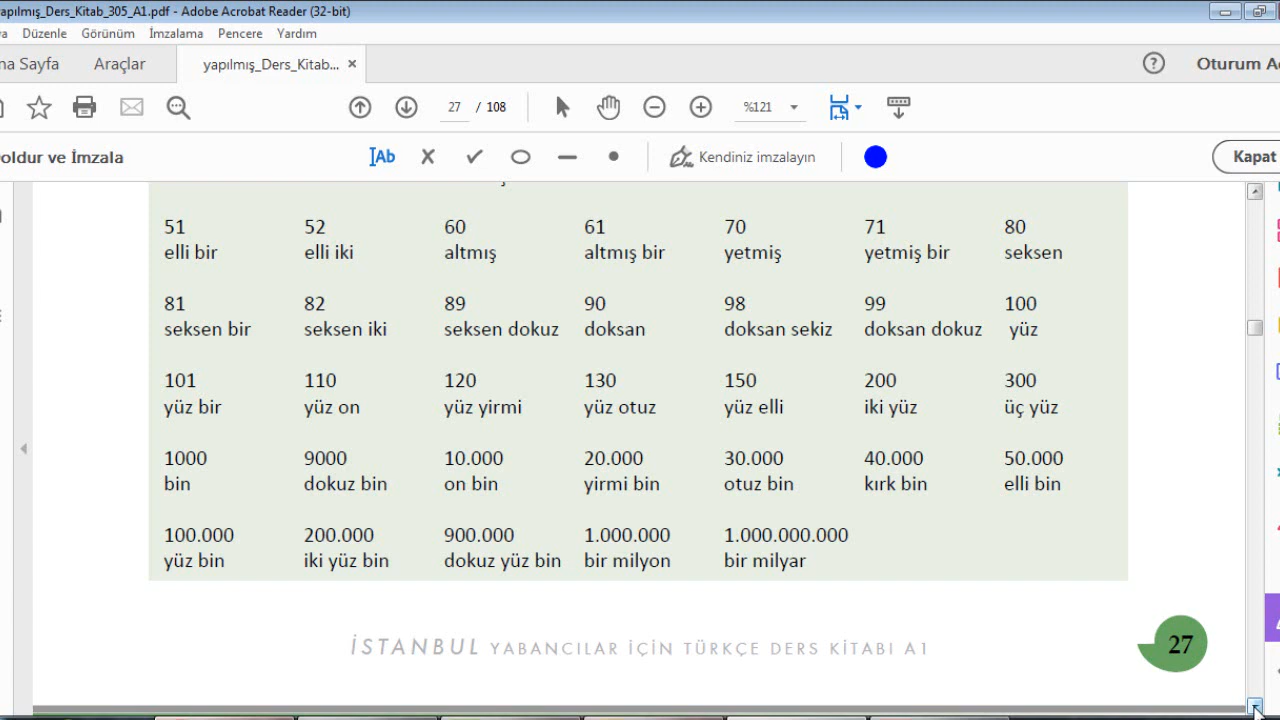 yapılmış_Ders_Kitab_305_A1.pdf - Adobe Acrobat Reader (32-bit)
Düzenle Görünüm İmzalama Pencere Yardım
Sayfa Araçlar yapılmış_Ders_Kitab... × ? Oturum
27 / 108 %121
oldur ve İmzala Ab Kendiniz imzalayın Kapat
51 52 60 61 70 71 80
elli bir elli iki altmış altmış bir yetmiş yetmiş bir seksen
81 82 89 90 98 99 100
seksen bir seksen iki seksen dokuz doksan doksan sekiz doksan dokuz yüz
101 110 120 130 150 200 300
yüz bir yüz on yüz yirmi yüz otuz yüz elli iki yüz üç yüz
1000 9000 10.000 20.000 30.000 40.000 50.000
bin dokuz bin on bin yirmi bin otuz bin kırk bin elli bin
100.000 200.000 900.000 1.000.000 1.000.000.000
yüz bin iki yüz bin dokuz yüz bin bir milyon bir milyar
İSTANBUL YABANCILAR İÇİN TÜRKÇE DERS KİTABI A1
27